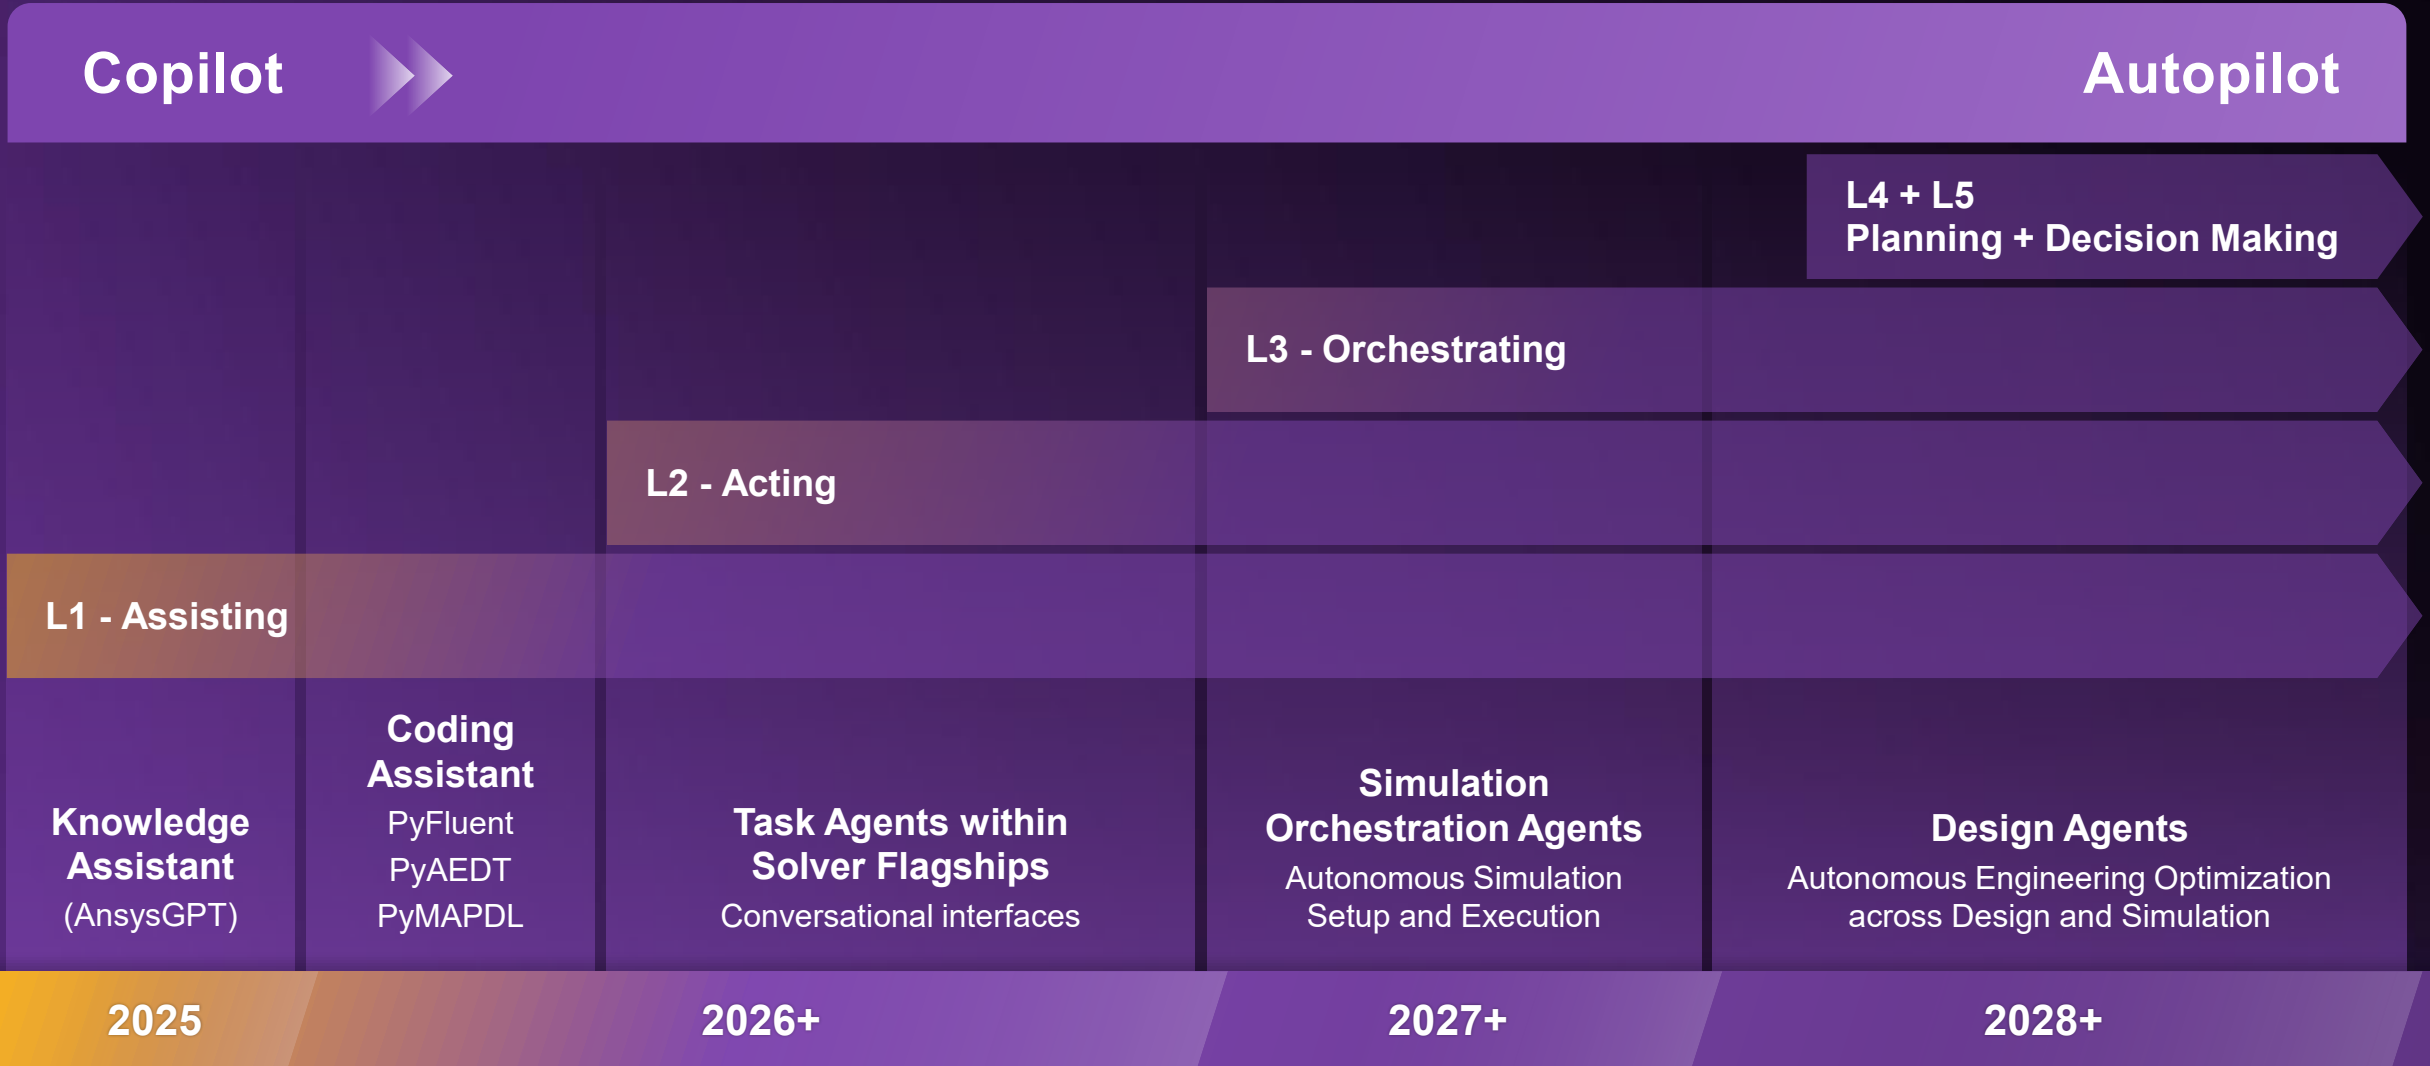 Copilot
Autopilot
L4 + L5
Planning + Decision Making
L3 - Orchestrating
L2 - Acting
L1 - Assisting
Knowledge
Assistant
(AnsysGPT)
Coding
Assistant
PyFluent
PyAEDT
PyMAPDL
Task Agents within
Solver Flagships
Conversational interfaces
Simulation
Orchestration Agents
Autonomous Simulation
Setup and Execution
Design Agents
Autonomous Engineering Optimization
across Design and Simulation
2025
2026+
2027+
2028+